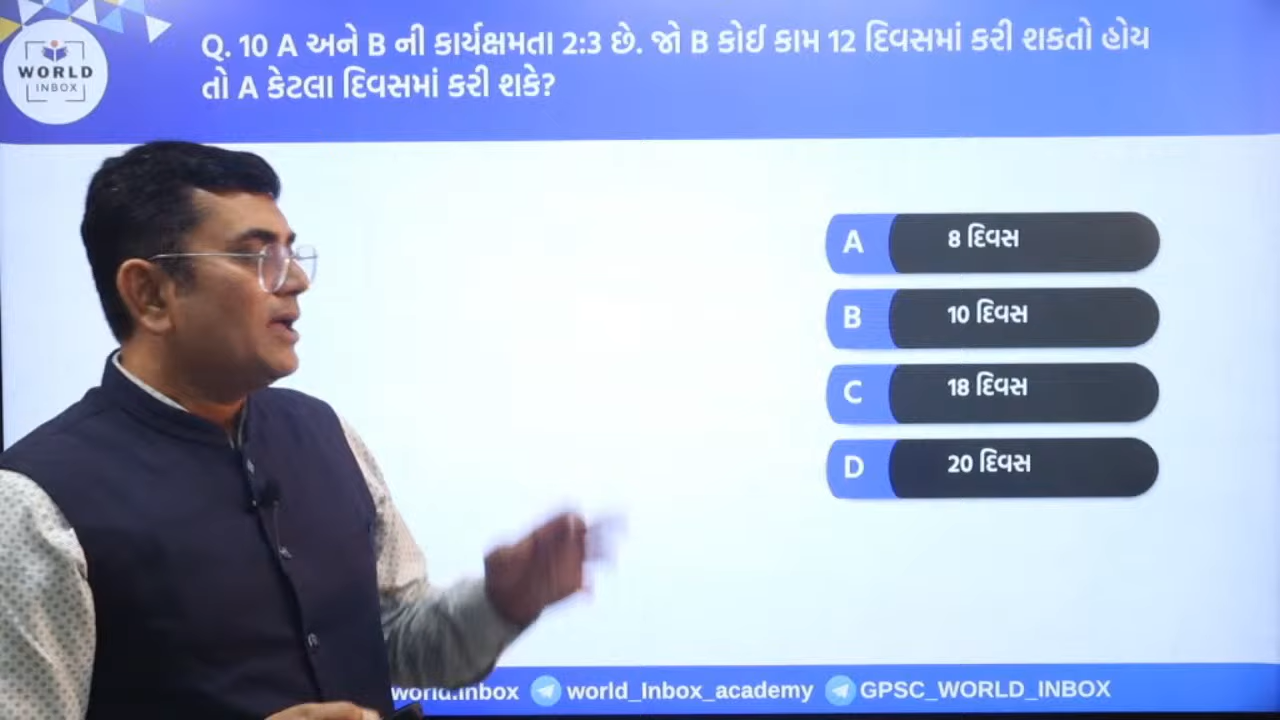 WORLD
INBOX
Q. 10 A અને B ની કાર્યક્ષમતા 2:3 છે. જો B કોઈ કામ 12 દિવસમાં કરી શકતો હોય
તો A કેટલા દિવસમાં કરી શકે?
A 8 દિવસ
B 10 દિવસ
C 18 દિવસ
D 20 દિવસ
world.inbox world_Inbox_academy GPSC_WORLD_INBOX